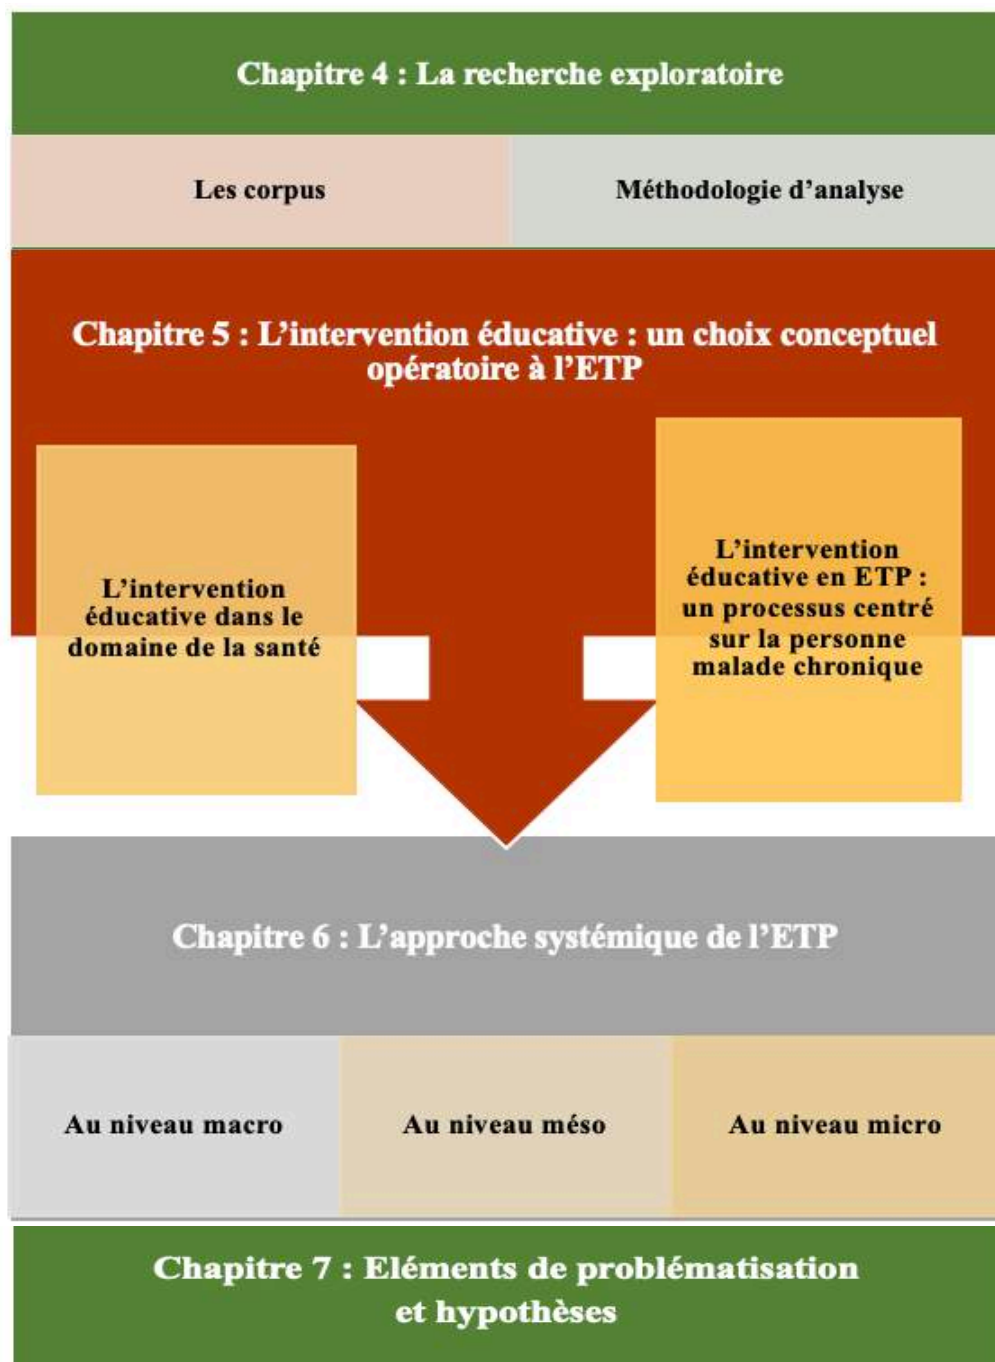 Chapitre 4 : La recherche exploratoire
Les corpus
Méthodologie d’analyse
Chapitre 5 : L’intervention éducative : un choix conceptuel
opératoire à l’ETP
L’intervention
éducative dans le
domaine de la santé
L’intervention
éducative en ETP :
un processus centré
sur la personne
malade chronique
Chapitre 6 : L’approche systémique de l’ETP
Au niveau macro
Au niveau méso
Au niveau micro
Chapitre 7 : Eléments de problématisation
et hypothèses